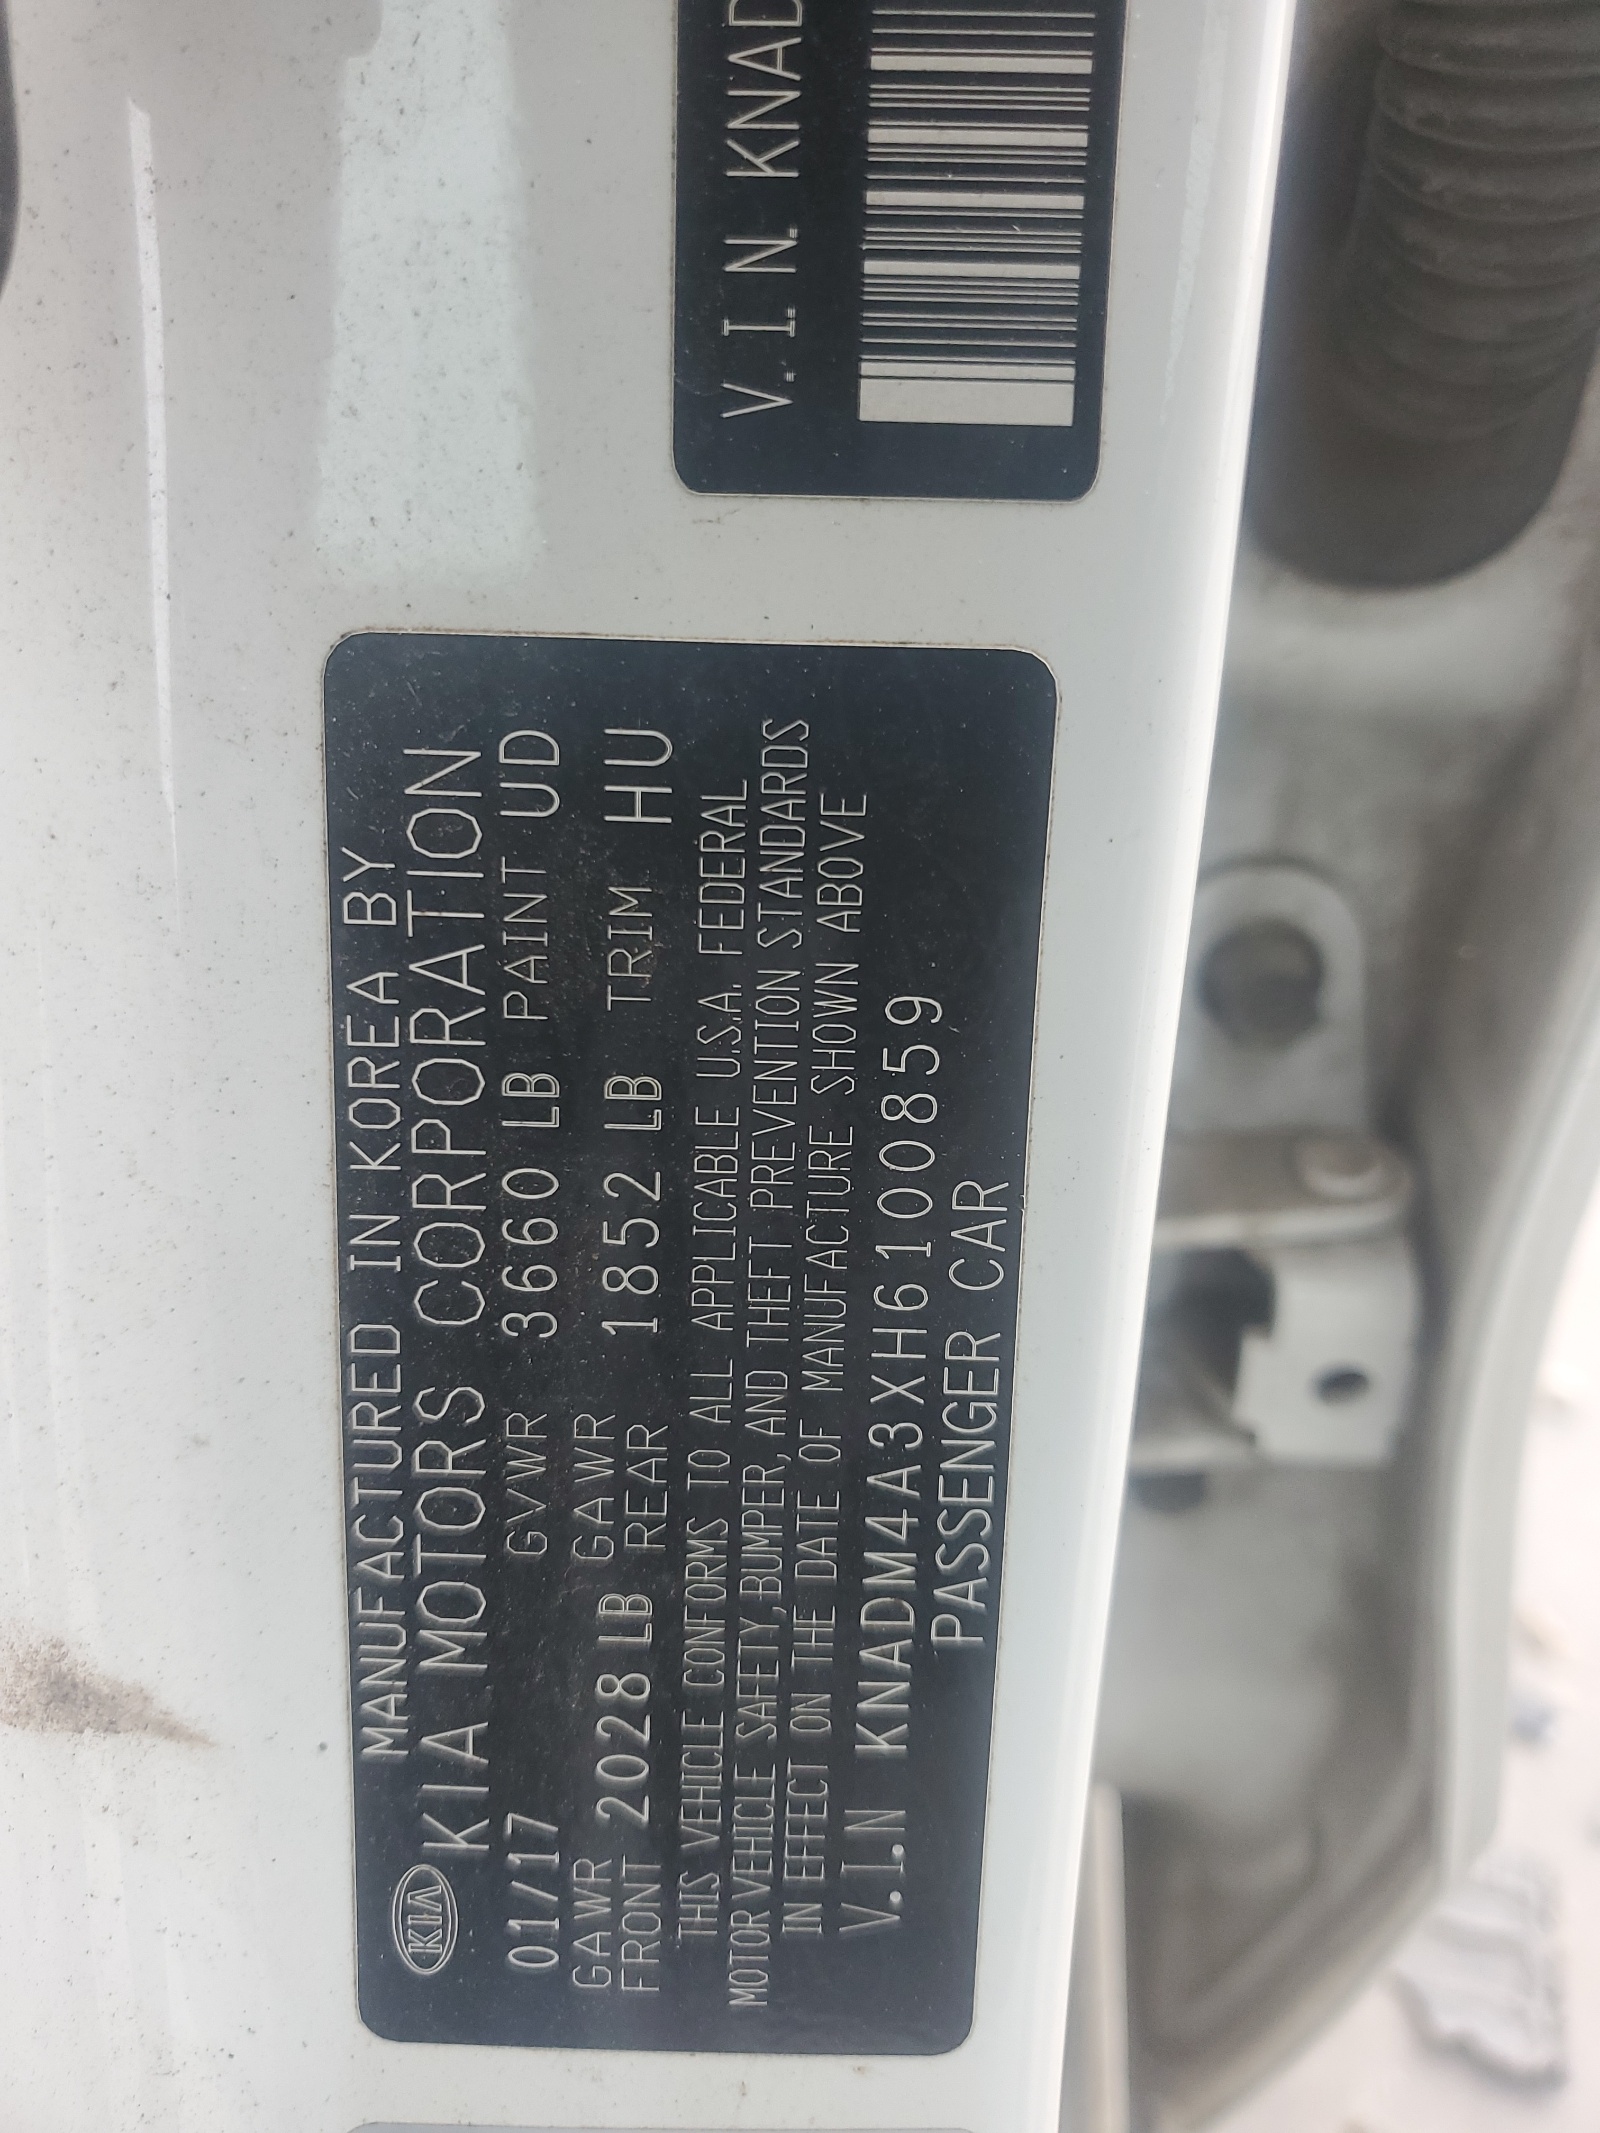 KIA
MANUFACTURED IN KOREA BY
KIA MOTORS CORPORATION
01/17 GVWR 3660 LB PAINT UD
GAWR FRONT 2028 LB GAWR REAR 1852 LB TRIM HU
THIS VEHICLE CONFORMS TO ALL APPLICABLE U.S.A. FEDERAL
MOTOR VEHICLE SAFETY, BUMPER, AND THEFT PREVENTION STANDARDS
IN EFFECT ON THE DATE OF MANUFACTURE SHOWN ABOVE
V.I.N KNADM4A3XH6100859
PASSENGER CAR
V.I.N. KNAD